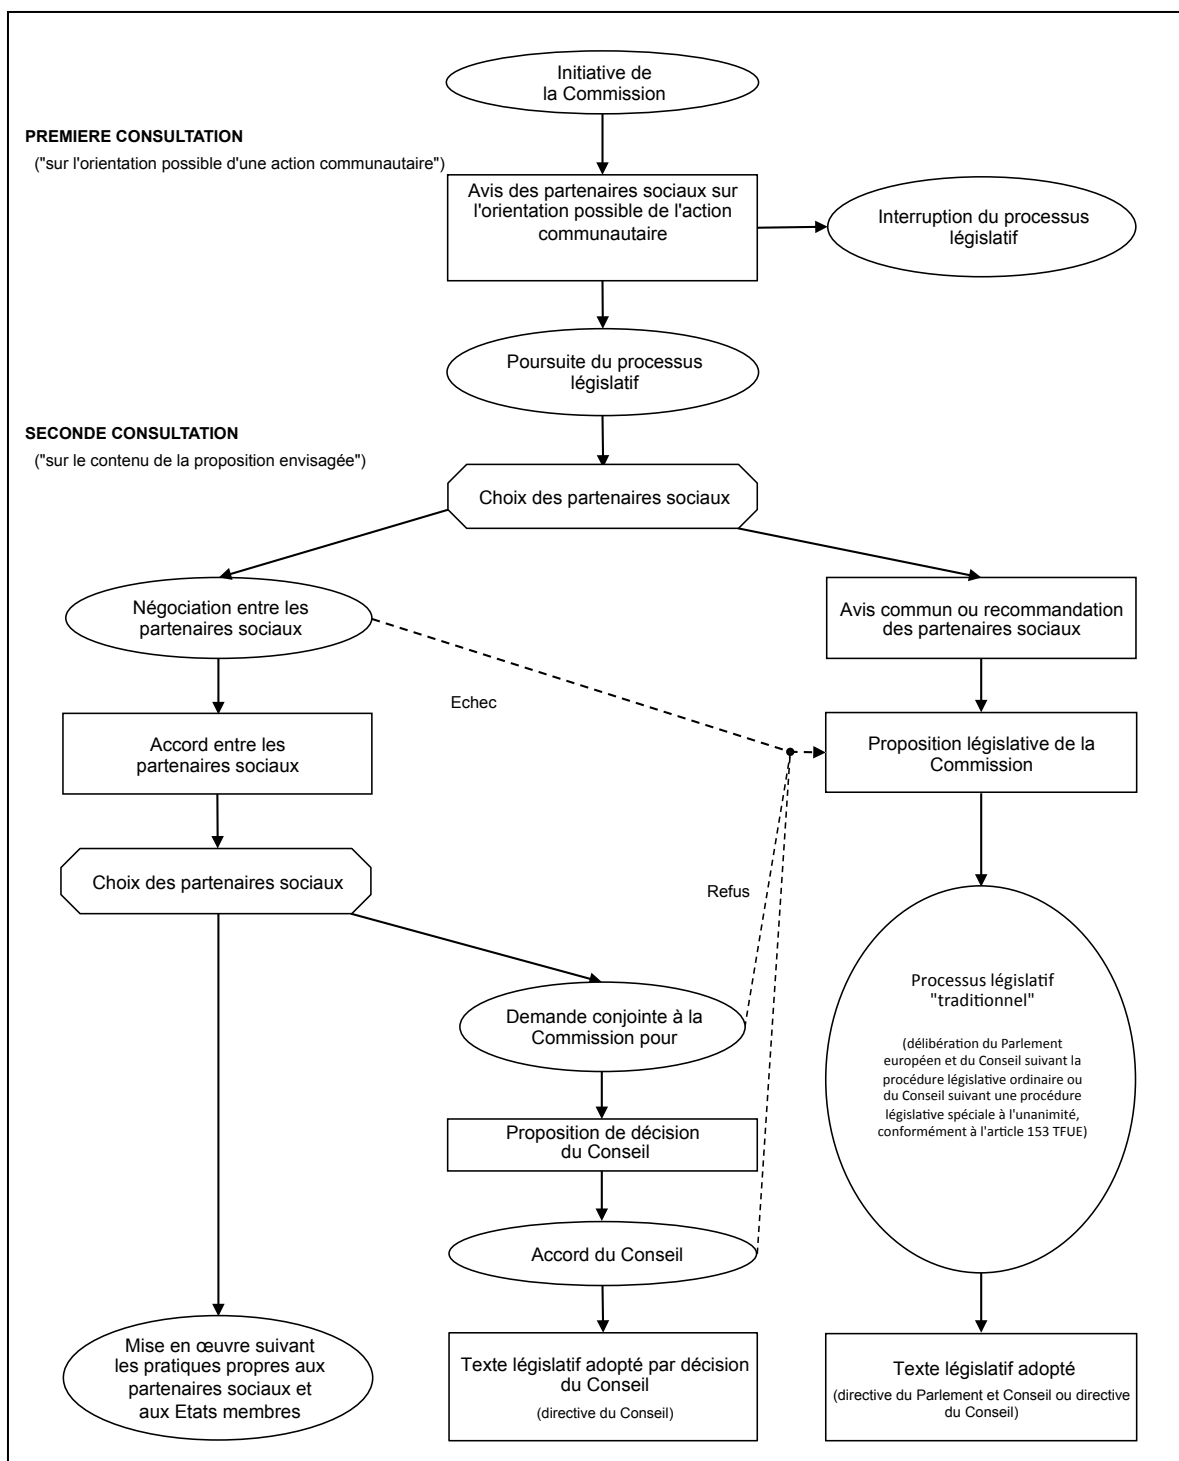 Initiative de
la Commission
PREMIERE CONSULTATION
("sur l'orientation possible d'une action communautaire")
Avis des partenaires sociaux sur
l'orientation possible de l'action
communautaire
Interruption du processus
législatif
Poursuite du processus
législatif
SECONDE CONSULTATION
("sur le contenu de la proposition envisagée")
Choix des partenaires sociaux
Négociation entre les
partenaires sociaux
Avis commun ou recommandation
des partenaires sociaux
Echec
Accord entre les
partenaires sociaux
Proposition législative de la
Commission
Choix des partenaires sociaux
Refus
Demande conjointe à la
Commission pour
Processus législatif
"traditionnel"
(délibération du Parlement
européen et du Conseil suivant la
procédure législative ordinaire ou
du Conseil suivant une procédure
législative spéciale à l'unanimité,
conformément à l'article 153 TFUE)
Proposition de décision
du Conseil
Accord du Conseil
Mise en œuvre suivant
les pratiques propres aux
partenaires sociaux et
aux Etats membres
Texte législatif adopté par décision
du Conseil
(directive du Conseil)
Texte législatif adopté
(directive du Parlement et Conseil ou directive
du Conseil)